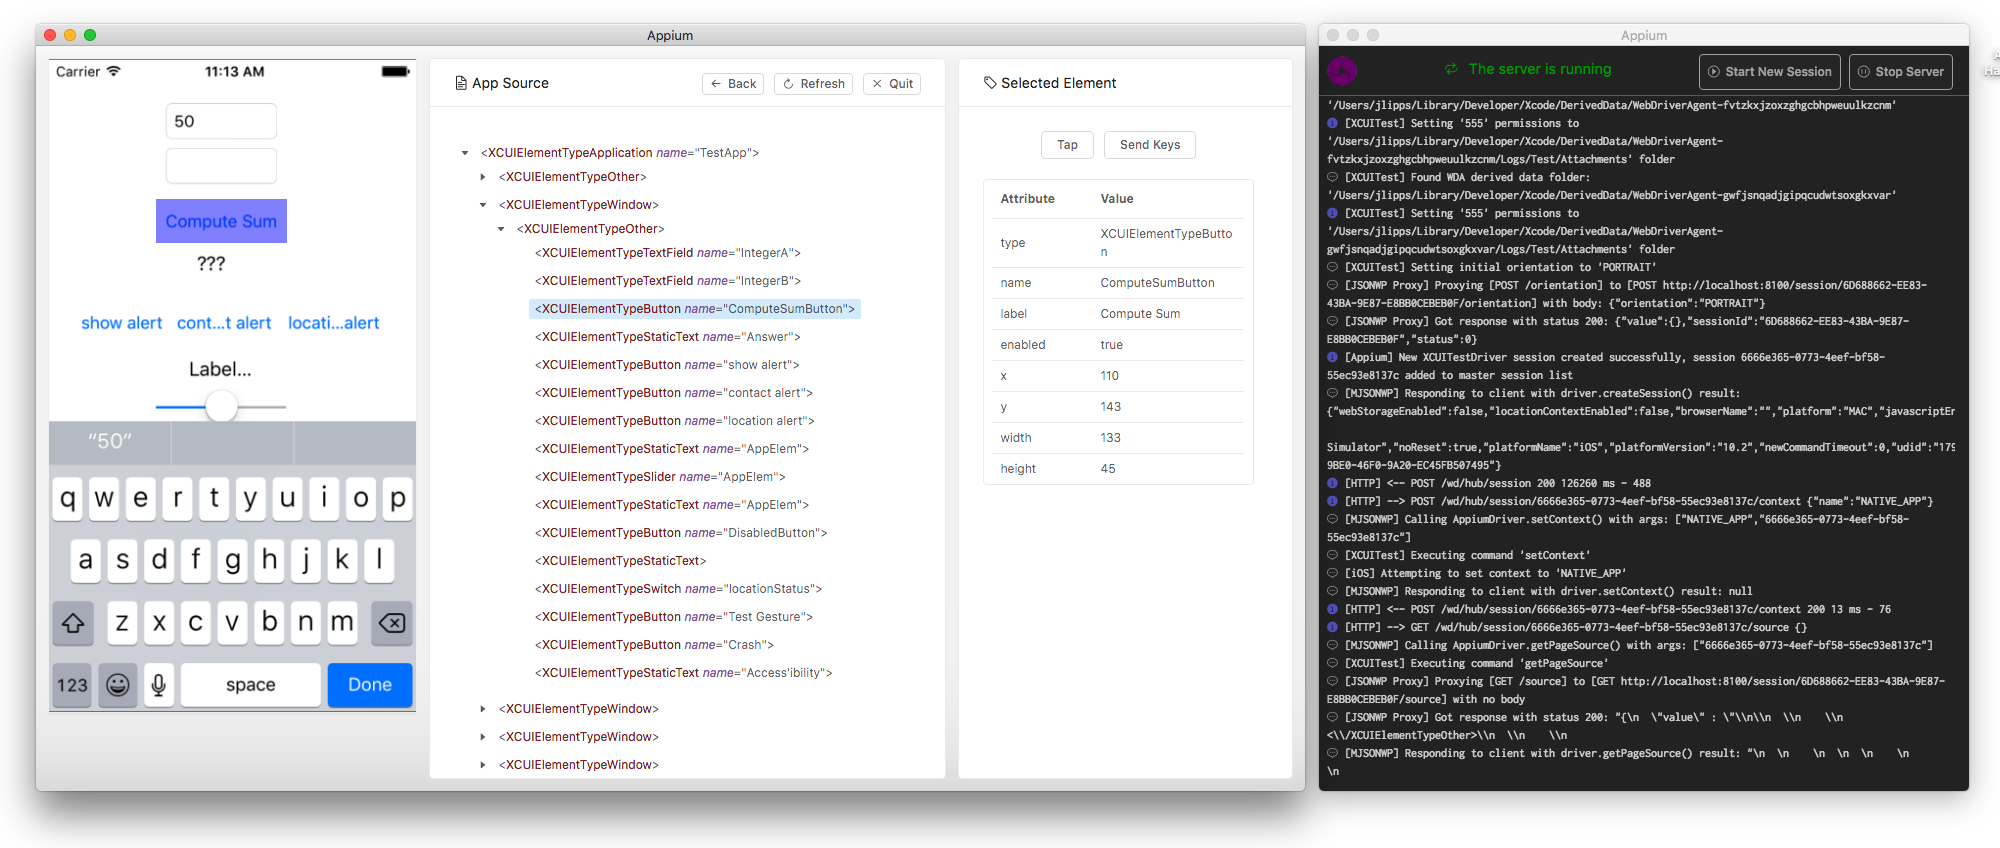 Appium
Carrier
11:13 AM
50
Compute Sum
???
show alert
cont...t alert
locati...alert
Label...
“50”
q w e r t y u i o p
a s d f g h j k l
z x c v b n m
123
space
Done
App Source
Back
Refresh
Quit
<XCUIElementTypeApplication name="TestApp">
<XCUIElementTypeOther>
<XCUIElementTypeWindow>
<XCUIElementTypeOther>
<XCUIElementTypeTextField name="IntegerA">
<XCUIElementTypeTextField name="IntegerB">
<XCUIElementTypeButton name="ComputeSumButton">
<XCUIElementTypeStaticText name="Answer">
<XCUIElementTypeButton name="show alert">
<XCUIElementTypeButton name="contact alert">
<XCUIElementTypeButton name="location alert">
<XCUIElementTypeStaticText name="AppElem">
<XCUIElementTypeSlider name="AppElem">
<XCUIElementTypeStaticText name="AppElem">
<XCUIElementTypeButton name="DisabledButton">
<XCUIElementTypeStaticText>
<XCUIElementTypeSwitch name="locationStatus">
<XCUIElementTypeButton name="Test Gesture">
<XCUIElementTypeButton name="Crash">
<XCUIElementTypeStaticText name="Access'ibility">
<XCUIElementTypeWindow>
<XCUIElementTypeWindow>
<XCUIElementTypeWindow>
Selected Element
Tap
Send Keys
Attribute Value
type XCUIElementTypeButto
n
name ComputeSumButton
label Compute Sum
enabled true
x 110
y 143
width 133
height 45
Appium
The server is running
Start New Session
Stop Server
'/Users/jlipps/Library/Developer/Xcode/DerivedData/WebDriverAgent-fvtzkxjzoxzghgcbhpweuulkzcnm'
[XCUITest] Setting '555' permissions to
'/Users/jlipps/Library/Developer/Xcode/DerivedData/WebDriverAgent-
fvtzkxjzoxzghgcbhpweuulkzcnm/Logs/Test/Attachments' folder
[XCUITest] Found WDA derived data folder:
'/Users/jlipps/Library/Developer/Xcode/DerivedData/WebDriverAgent-gwfjsnqadjgipqcudwtsoxgkxvar'
[XCUITest] Setting '555' permissions to
'/Users/jlipps/Library/Developer/Xcode/DerivedData/WebDriverAgent-
gwfjsnqadjgipqcudwtsoxgkxvar/Logs/Test/Attachments' folder
[XCUITest] Setting initial orientation to 'PORTRAIT'
[JSONWP Proxy] Proxying [POST /orientation] to [POST http://localhost:8100/session/6D688662-EE83-
43BA-9E87-E8BB0CEBEB0F/orientation] with body: {"orientation":"PORTRAIT"}
[JSONWP Proxy] Got response with status 200: {"value":{},"sessionId":"6D688662-EE83-43BA-9E87-
E8BB0CEBEB0F","status":0}
[Appium] New XCUITestDriver session created successfully, session 6666e365-0773-4eef-bf58-
55ec93e8137c added to master session list
[MJSONWP] Responding to client with driver.createSession() result:
{"webStorageEnabled":false,"locationContextEnabled":false,"browserName":"","platform":"MAC","javascriptEn
Simulator","noReset":true,"platformName":"iOS","platformVersion":"10.2","newCommandTimeout":0,"udid":"179
9BE0-46F0-9A20-EC45FB507495"}
[HTTP] <-- POST /wd/hub/session 200 126260 ms - 488
[HTTP] --> POST /wd/hub/session/6666e365-0773-4eef-bf58-55ec93e8137c/context {"name":"NATIVE_APP"}
[MJSONWP] Calling AppiumDriver.setContext() with args: ["NATIVE_APP","6666e365-0773-4eef-bf58-
55ec93e8137c"]
[XCUITest] Executing command 'setContext'
[iOS] Attempting to set context to 'NATIVE_APP'
[MJSONWP] Responding to client with driver.setContext() result: null
[HTTP] <-- POST /wd/hub/session/6666e365-0773-4eef-bf58-55ec93e8137c/context 200 13 ms - 76
[HTTP] --> GET /wd/hub/session/6666e365-0773-4eef-bf58-55ec93e8137c/source {}
[MJSONWP] Calling AppiumDriver.getPageSource() with args: ["6666e365-0773-4eef-bf58-55ec93e8137c"]
[XCUITest] Executing command 'getPageSource'
[JSONWP Proxy] Proxying [GET /source] to [GET http://localhost:8100/session/6D688662-EE83-43BA-9E87-
E8BB0CEBEB0F/source] with no body
[JSONWP Proxy] Got response with status 200: "{\n  \"value\" : \"\\n\\n  \\n    \\n
<\\/XCUIElementTypeOther>\\n  \\n    \\n
[MJSONWP] Responding to client with driver.getPageSource() result: "\n  \n    \n  \n  \n    \n
\n